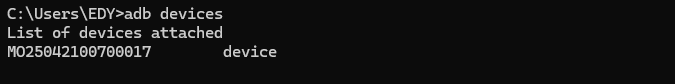 C:\Users\EDY>adb devices
List of devices attached
MO25042100700017        device